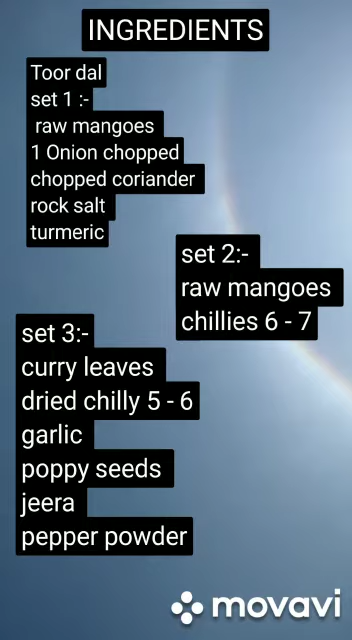 INGREDIENTS
Toor dal
set 1 :-
raw mangoes
1 Onion chopped
chopped coriander
rock salt
turmeric
set 2:-
raw mangoes
chillies 6 - 7
set 3:-
curry leaves
dried chilly 5 - 6
garlic
poppy seeds
jeera
pepper powder
movavi